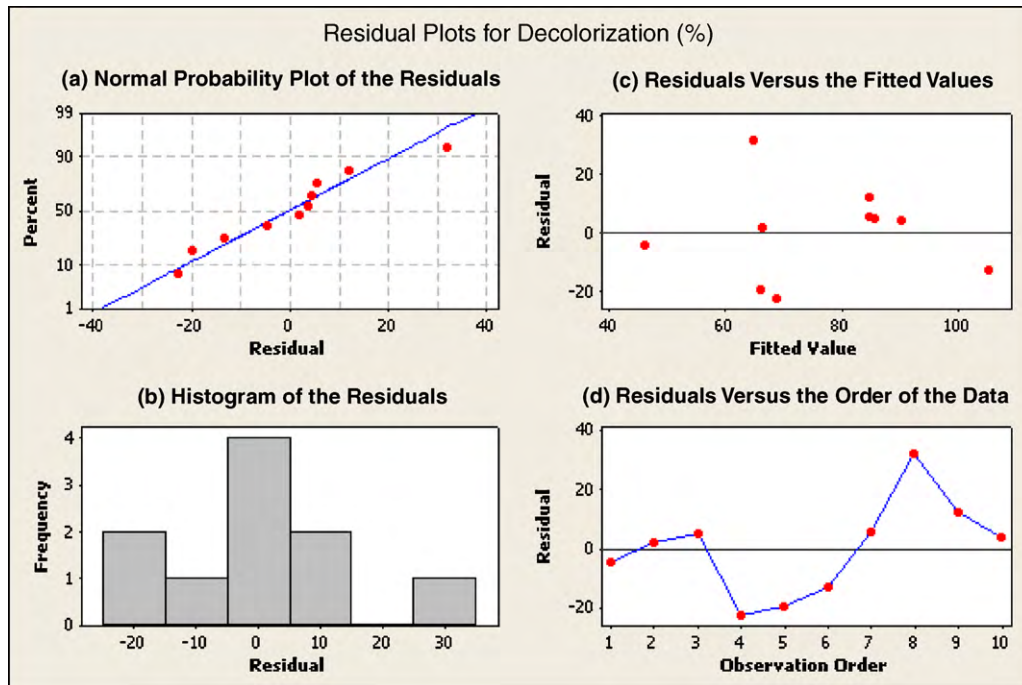 Residual Plots for Decolorization (%)
(a) Normal Probability Plot of the Residuals
99
90
50
10
1
Percent
-40 -20 0 20 40
Residual
(c) Residuals Versus the Fitted Values
40
20
0
-20
Residual
40 60 80 100
Fitted Value
(b) Histogram of the Residuals
4
3
2
1
0
Frequency
-20 -10 0 10 20 30
Residual
(d) Residuals Versus the Order of the Data
40
20
0
-20
Residual
1 2 3 4 5 6 7 8 9 10
Observation Order